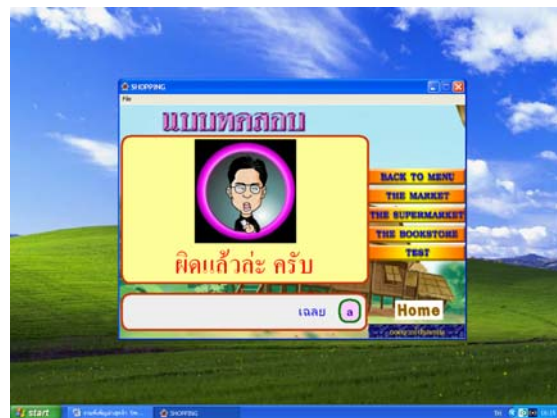 SHOPPING
File
แบบทดสอบ
BACK TO MENU
THE MARKET
THE SUPERMARKET
THE BOOKSTORE
TEST
ผิดแล้วล่ะ ครับ
เฉลย a
Home
start
SHOPPING